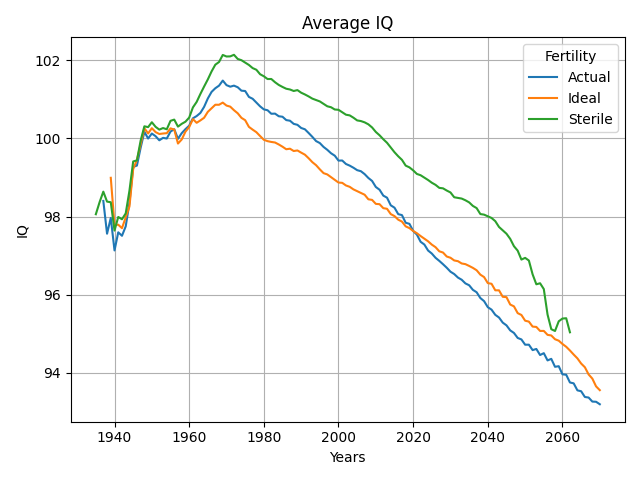 Average IQ
Fertility
Actual
Ideal
Sterile
102
100
98
96
94
IQ
1940
1960
1980
2000
2020
2040
2060
Years